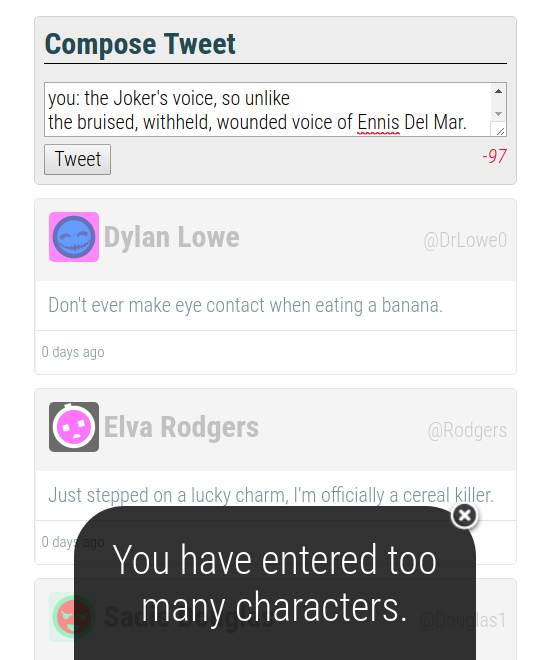 Compose Tweet
you: the Joker's voice, so unlike
the bruised, withheld, wounded voice of Ennis Del Mar.
Tweet
-97
Dylan Lowe
@DrLowe0
Don't ever make eye contact when eating a banana.
0 days ago
Elva Rodgers
@Rodgers
Just stepped on a lucky charm, I'm officially a cereal killer.
0 days ago
You have entered too
many characters.
Sadie Douglas
@Douglas1